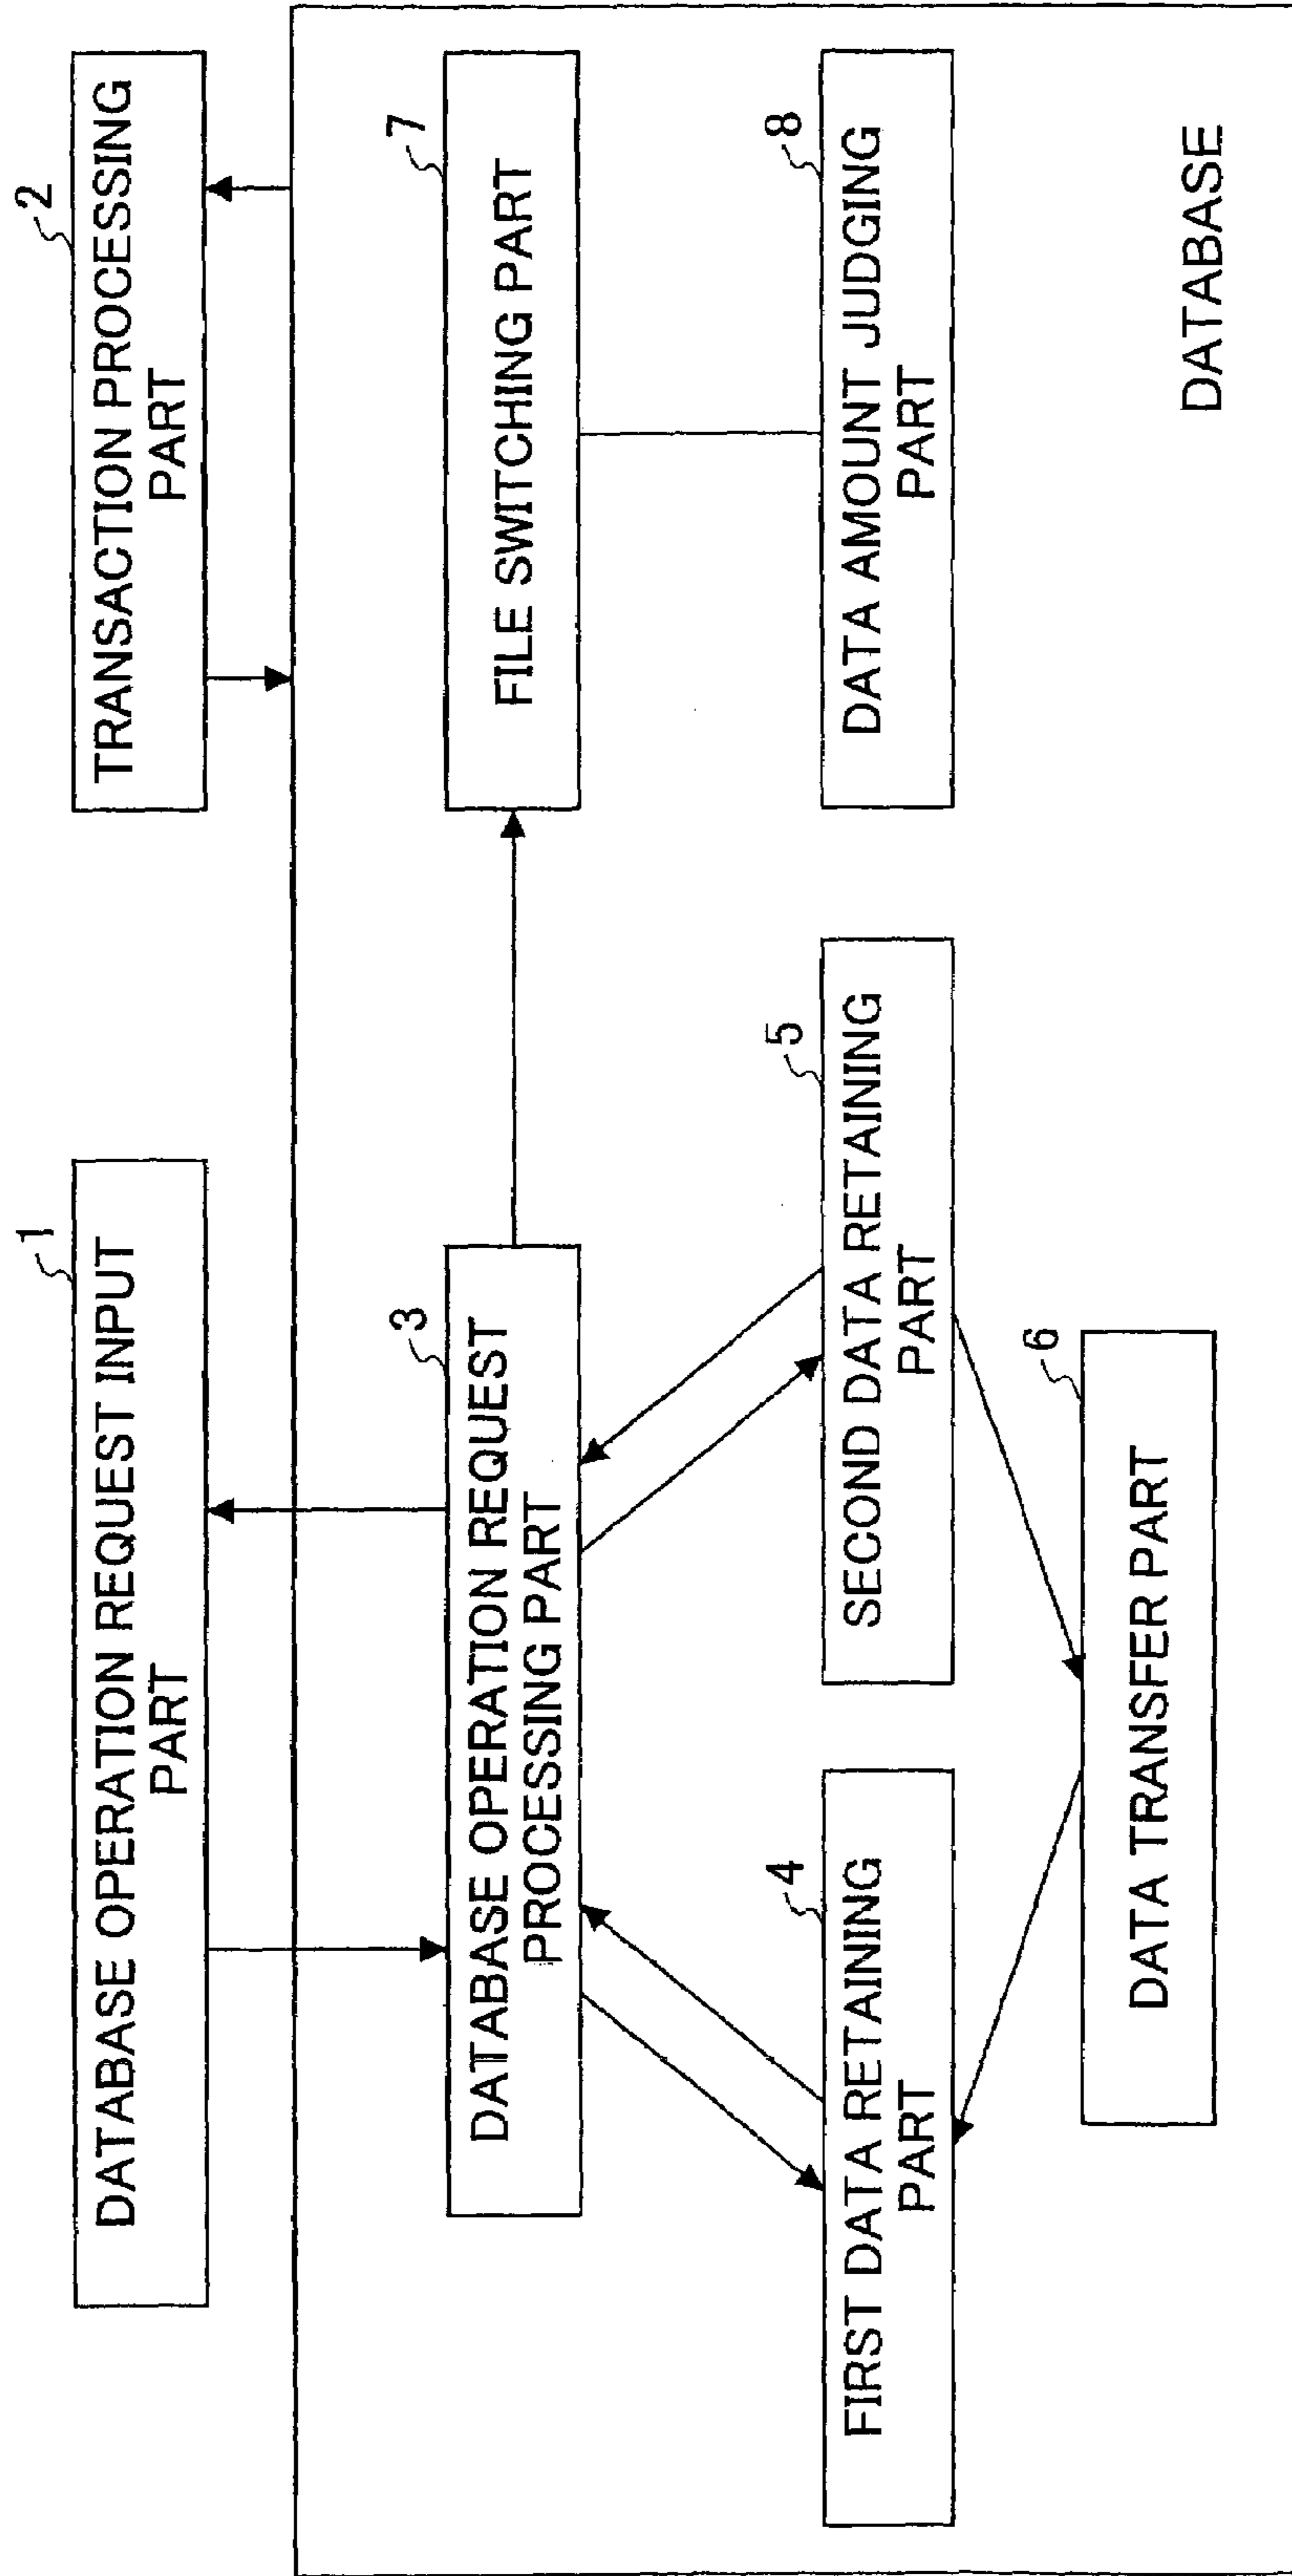 1
DATABASE OPERATION REQUEST INPUT
PART
2
TRANSACTION PROCESSING
PART
3
DATABASE OPERATION REQUEST
PROCESSING PART
7
FILE SWITCHING PART
4
FIRST DATA RETAINING
PART
5
SECOND DATA RETAINING
PART
8
DATA AMOUNT JUDGING
PART
6
DATA TRANSFER PART
DATABASE